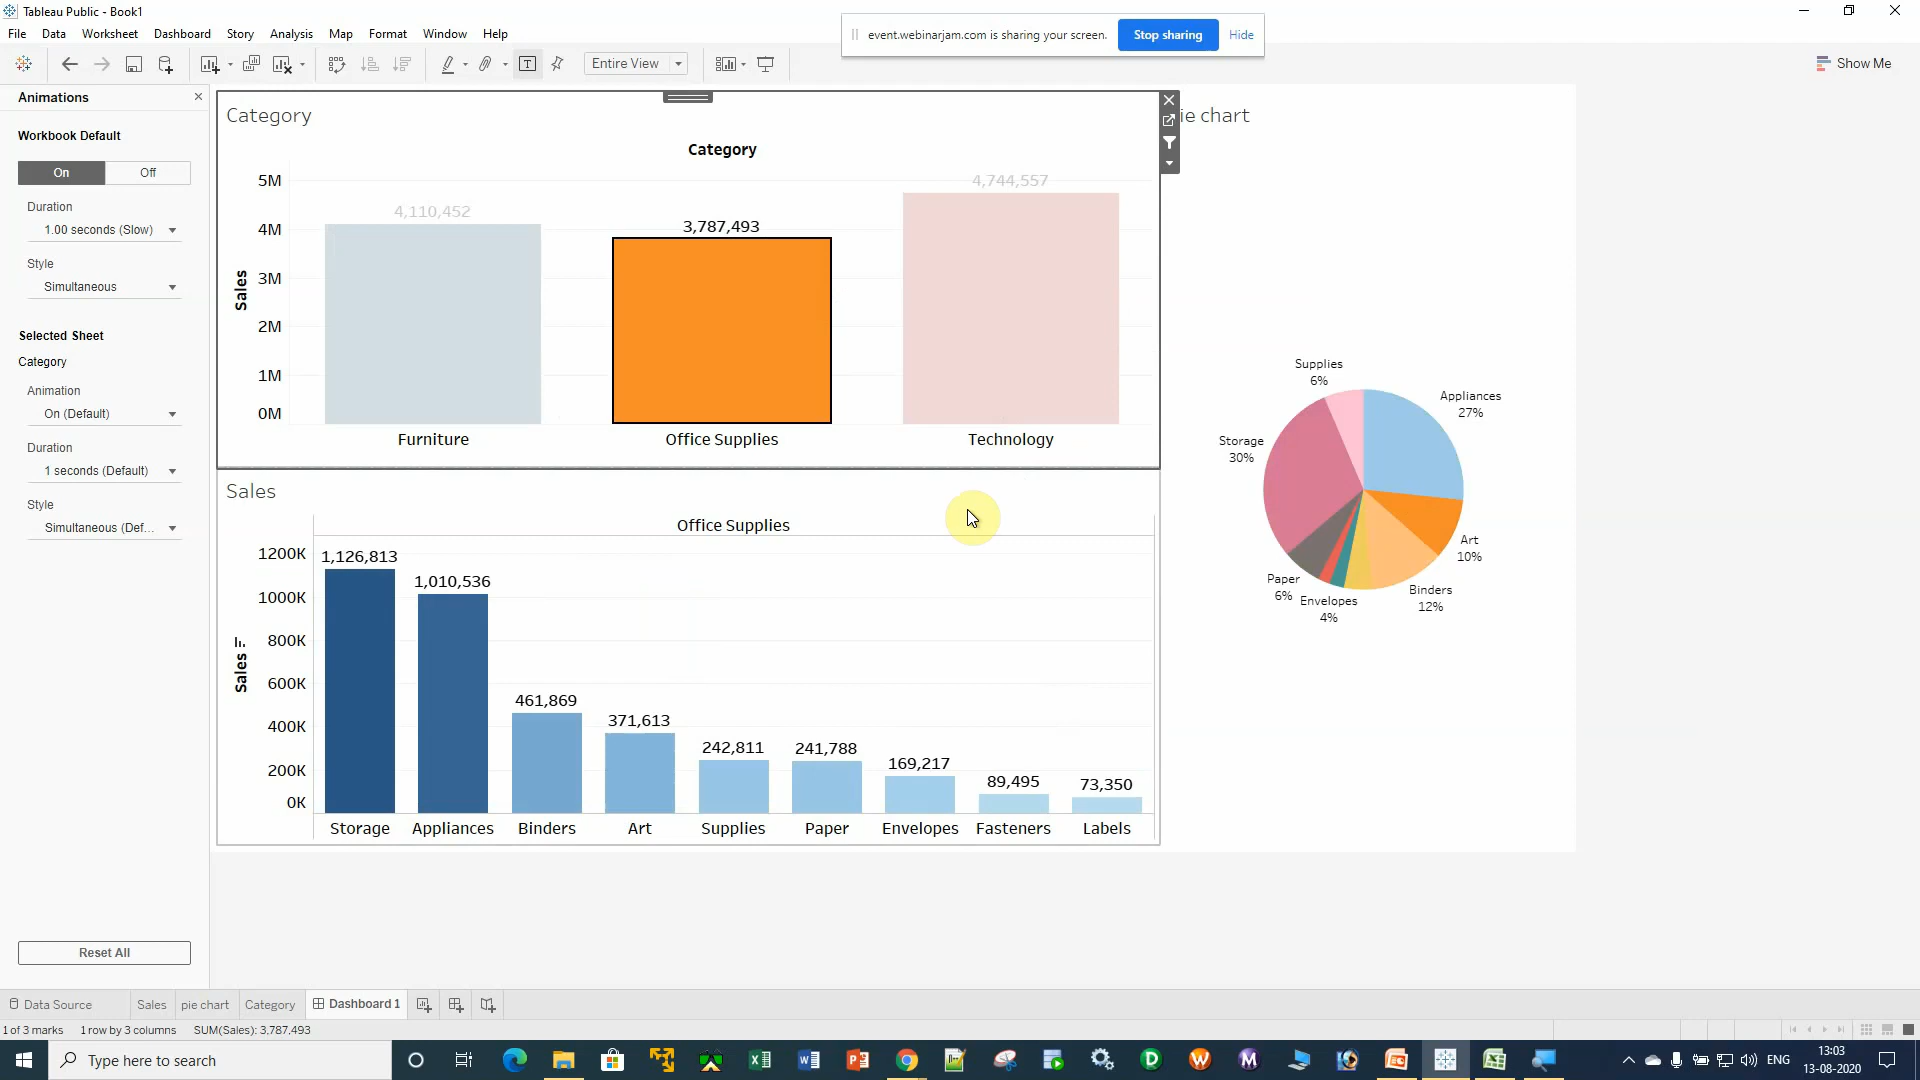 Tableau Public - Book1
File Data Worksheet Dashboard Story Analysis Map Format Window Help
event.webinarjam.com is sharing your screen. Stop sharing Hide
Entire View
Show Me
Animations
Workbook Default
On Off
Duration
1.00 seconds (Slow)
Style
Simultaneous
Selected Sheet
Category
Animation
On (Default)
Duration
1 seconds (Default)
Style
Simultaneous (Def...
Reset All
Category
Category
Sales
5M
4M
3M
2M
1M
0M
4,110,452
3,787,493
4,744,557
Furniture Office Supplies Technology
Sales
Office Supplies
Sales
1200K
1000K
800K
600K
400K
200K
0K
1,126,813
1,010,536
461,869
371,613
242,811
241,788
169,217
89,495
73,350
Storage Appliances Binders Art Supplies Paper Envelopes Fasteners Labels
ie chart
Supplies
6%
Appliances
27%
Storage
30%
Art
10%
Paper
6%
Envelopes
4%
Binders
12%
Data Source Sales pie chart Category Dashboard 1
1 of 3 marks 1 row by 3 columns SUM(Sales): 3,787,493
Type here to search
ENG
13:03
13-08-2020